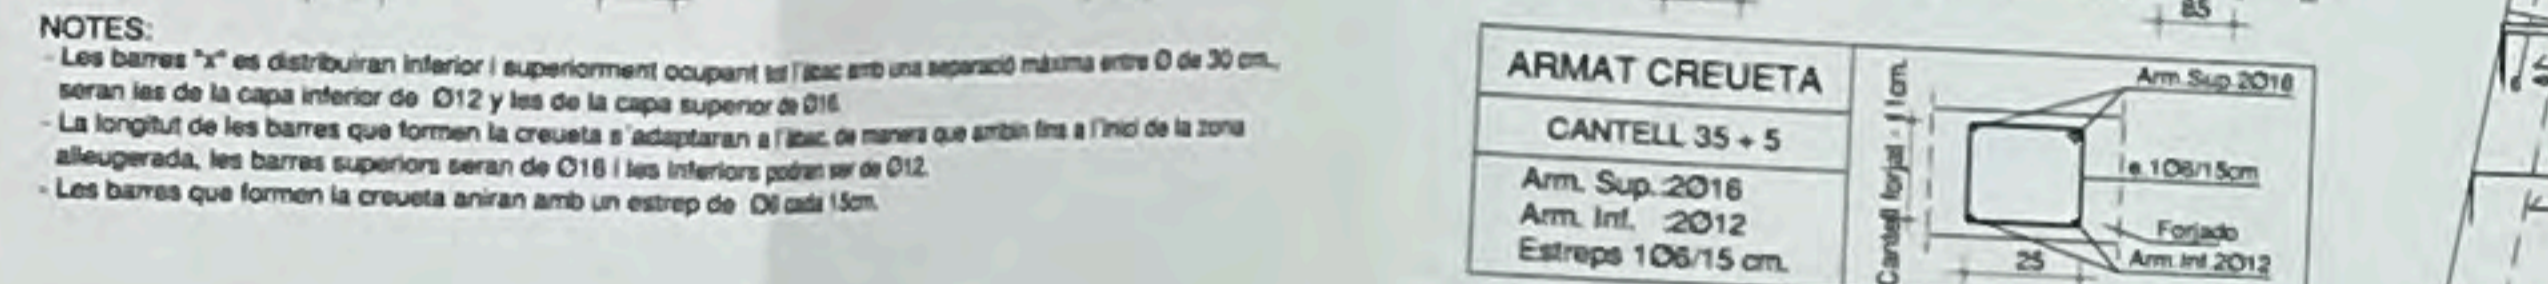 NOTES:
- Les barres "x" es distribuiran inferior i superiorment ocupant tot l'àbac amb una separació màxima entre Ø de 30 cm.,
seran les de la capa inferior de Ø12 y les de la capa superior de Ø16.
- La longitut de les barres que formen la creueta s'adaptaran a l'àbac, de manera que arribin fins a l'inici de la zona
alleugerada, les barres superiors seran de Ø16 i les inferiors podran ser de Ø12.
- Les barres que formen la creueta aniran amb un estrep de Ø6 cada 15cm.
85
ARMAT CREUETA
CANTELL 35 + 5
Arm. Sup. 2Ø16
Arm. Inf. 2Ø12
Estreps 1Ø6/15 cm.
Cantell forjat - 11cm.
Arm. Sup. 2Ø16
e 1Ø6/15cm
Forjado
Arm. Inf. 2Ø12
25